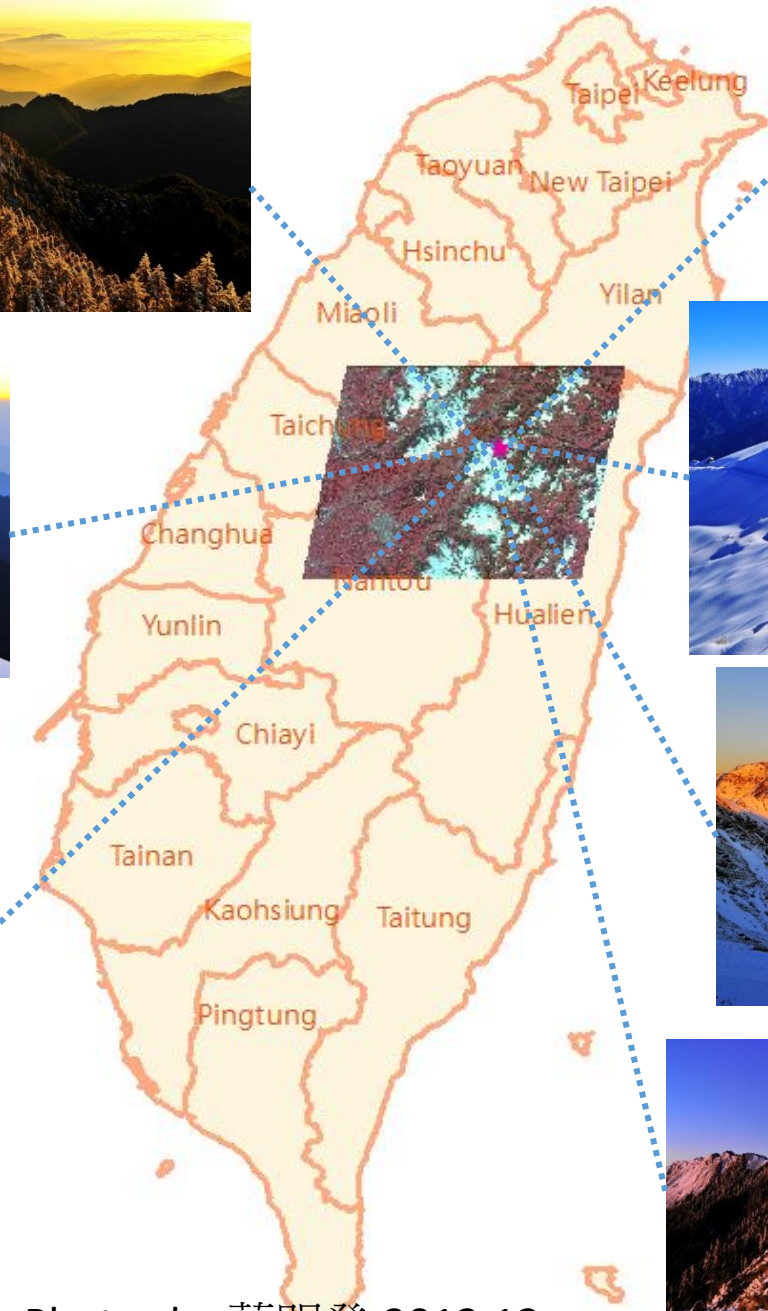 Keelung
Taipei
Taoyuan
New Taipei
Hsinchu
Yilan
Miaoli
Taichung
Changhua
Nantou
Hualien
Yunlin
Chiayi
Tainan
Kaohsiung
Taitung
Pingtung